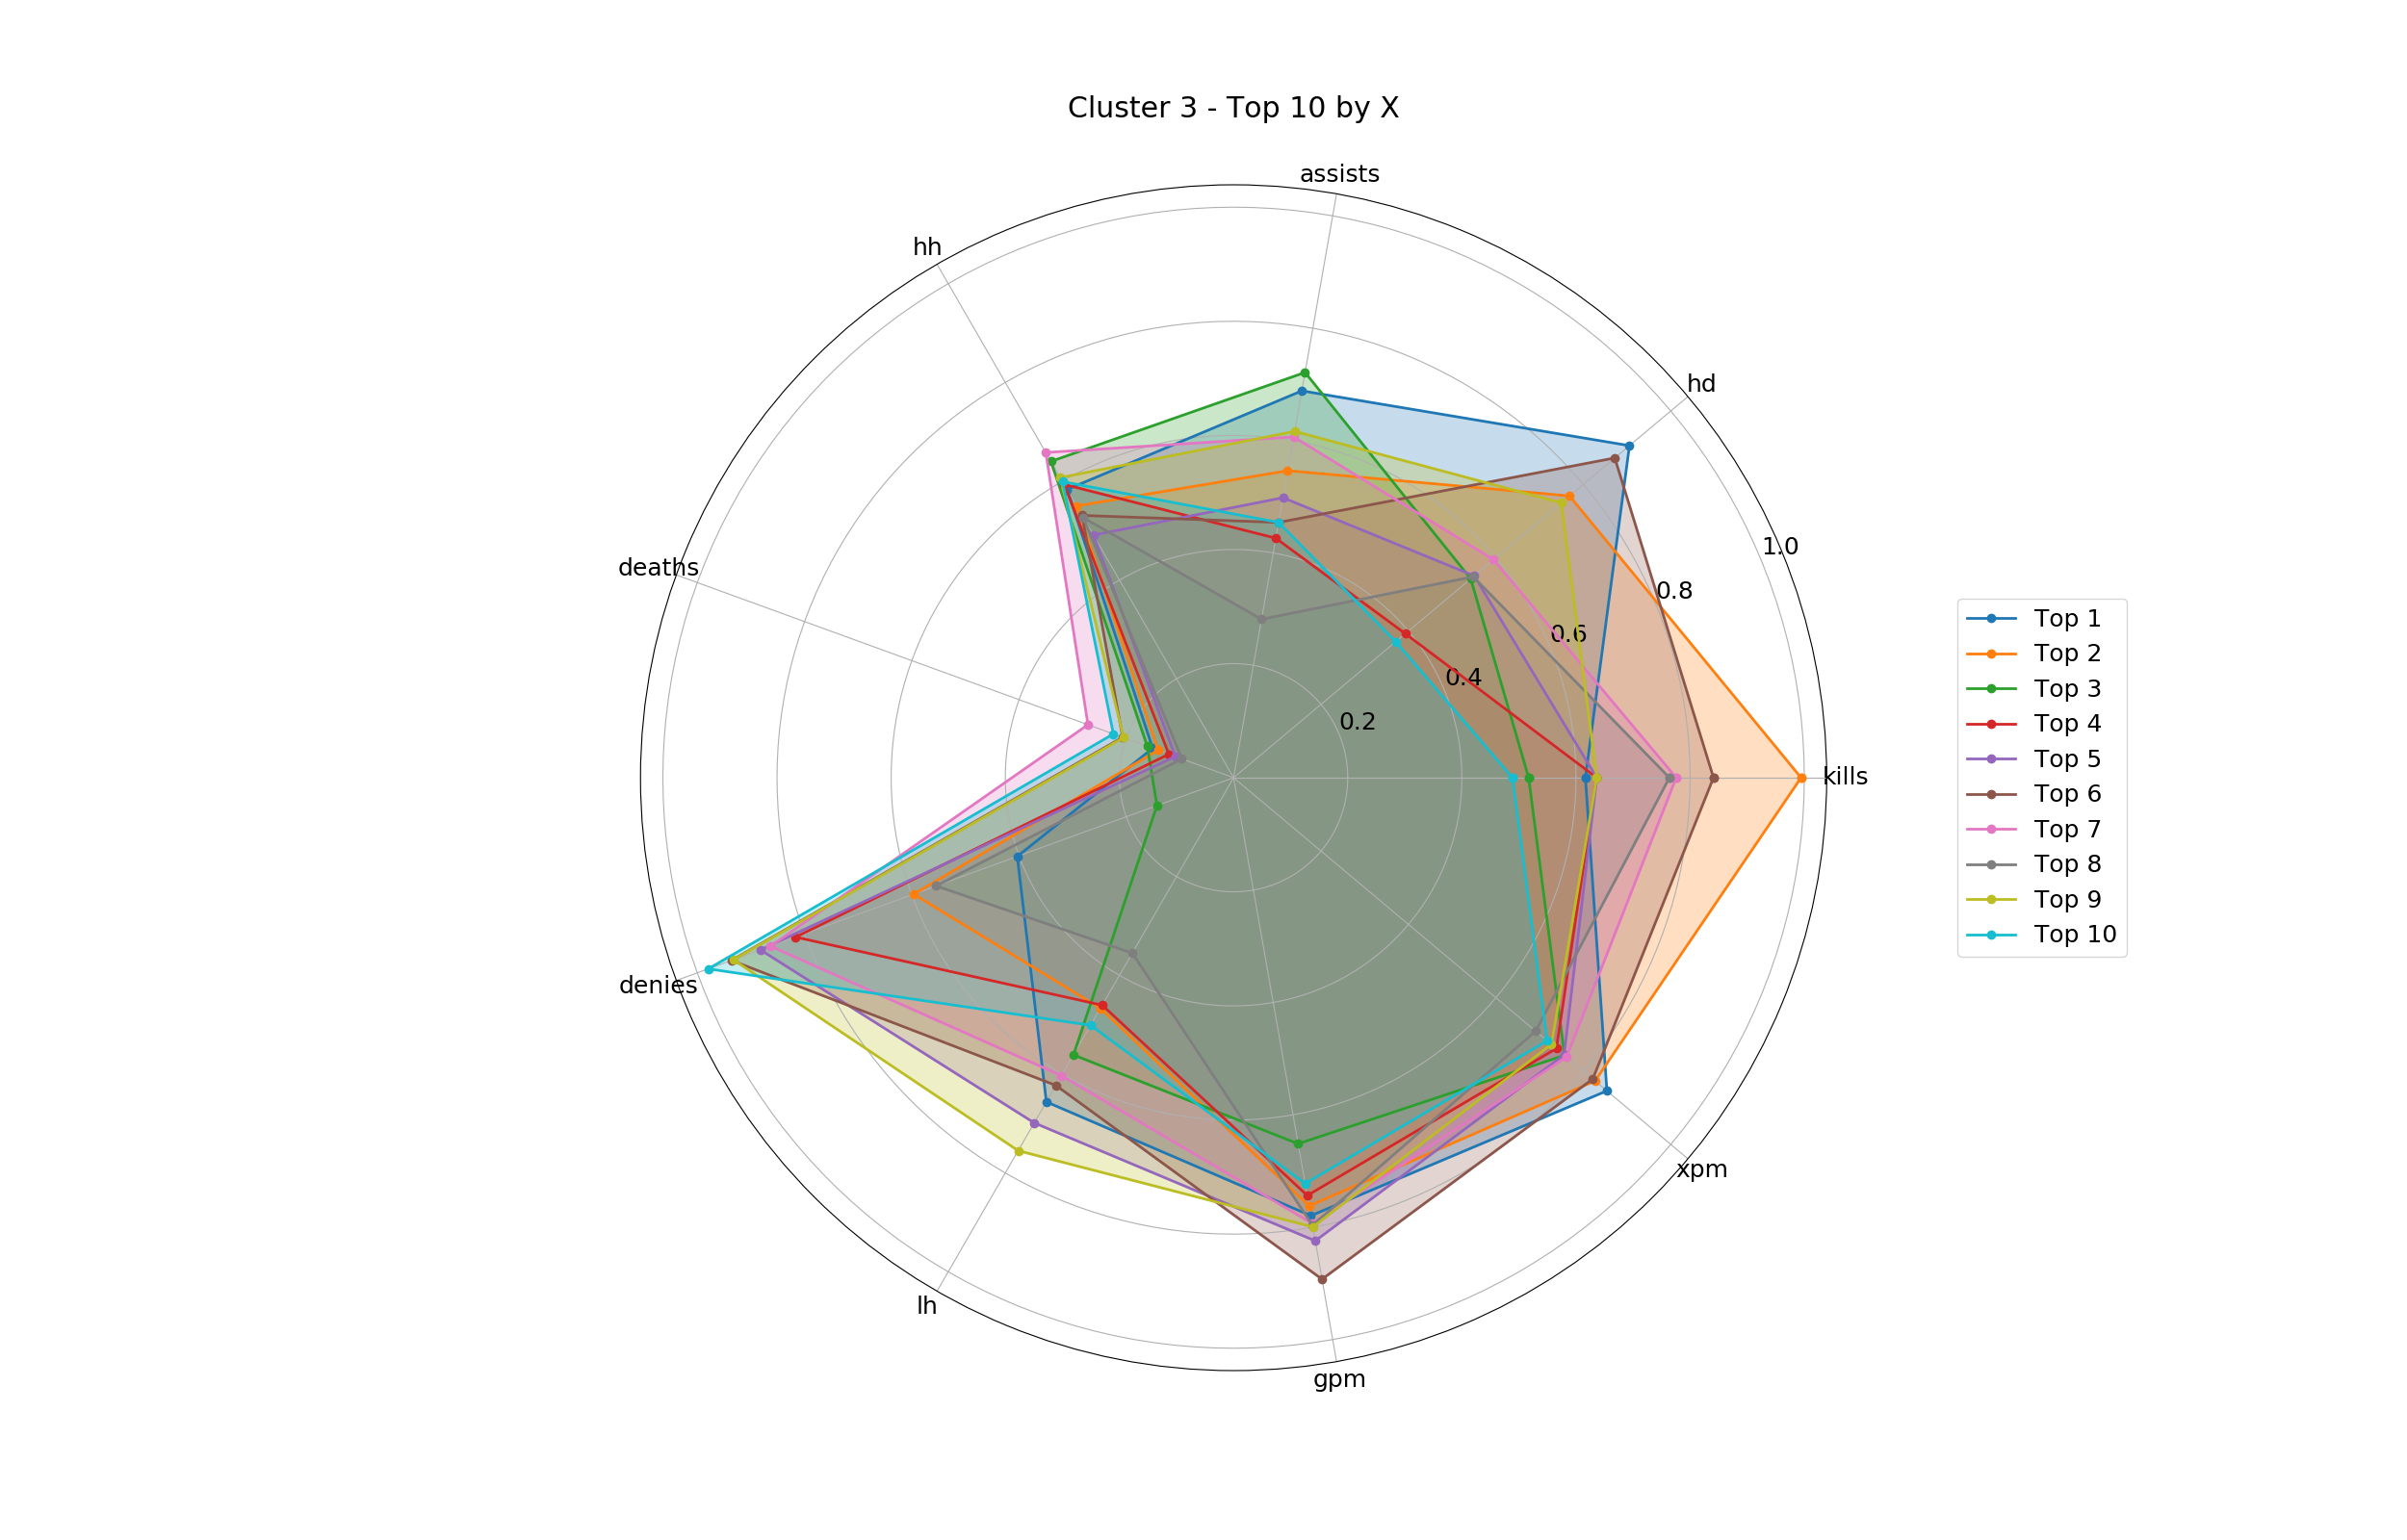 Cluster 3 - Top 10 by X
assists
hh
hd
deaths
1.0
0.8
0.6
0.4
0.2
kills
denies
xpm
lh
gpm
Top 1
Top 2
Top 3
Top 4
Top 5
Top 6
Top 7
Top 8
Top 9
Top 10